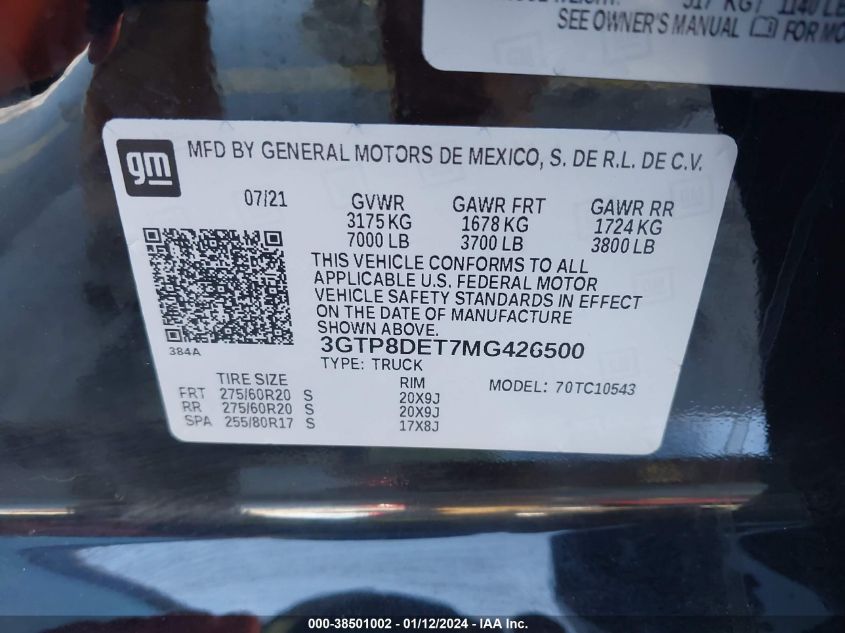 317 KG / 1140 LB
SEE OWNER'S MANUAL FOR MO
gm
MFD BY GENERAL MOTORS DE MEXICO, S. DE R.L. DE C.V.
07/21 GVWR GAWR FRT GAWR RR
3175 KG 1678 KG 1724 KG
7000 LB 3700 LB 3800 LB
THIS VEHICLE CONFORMS TO ALL
APPLICABLE U.S. FEDERAL MOTOR
VEHICLE SAFETY STANDARDS IN EFFECT
ON THE DATE OF MANUFACTURE
SHOWN ABOVE.
384A
3GTP8DET7MG426500
TYPE: TRUCK
TIRE SIZE RIM MODEL: 70TC10543
FRT 275/60R20 S 20X9J
RR 275/60R20 S 20X9J
SPA 255/80R17 S 17X8J
000-38501002 - 01/12/2024 - IAA Inc.